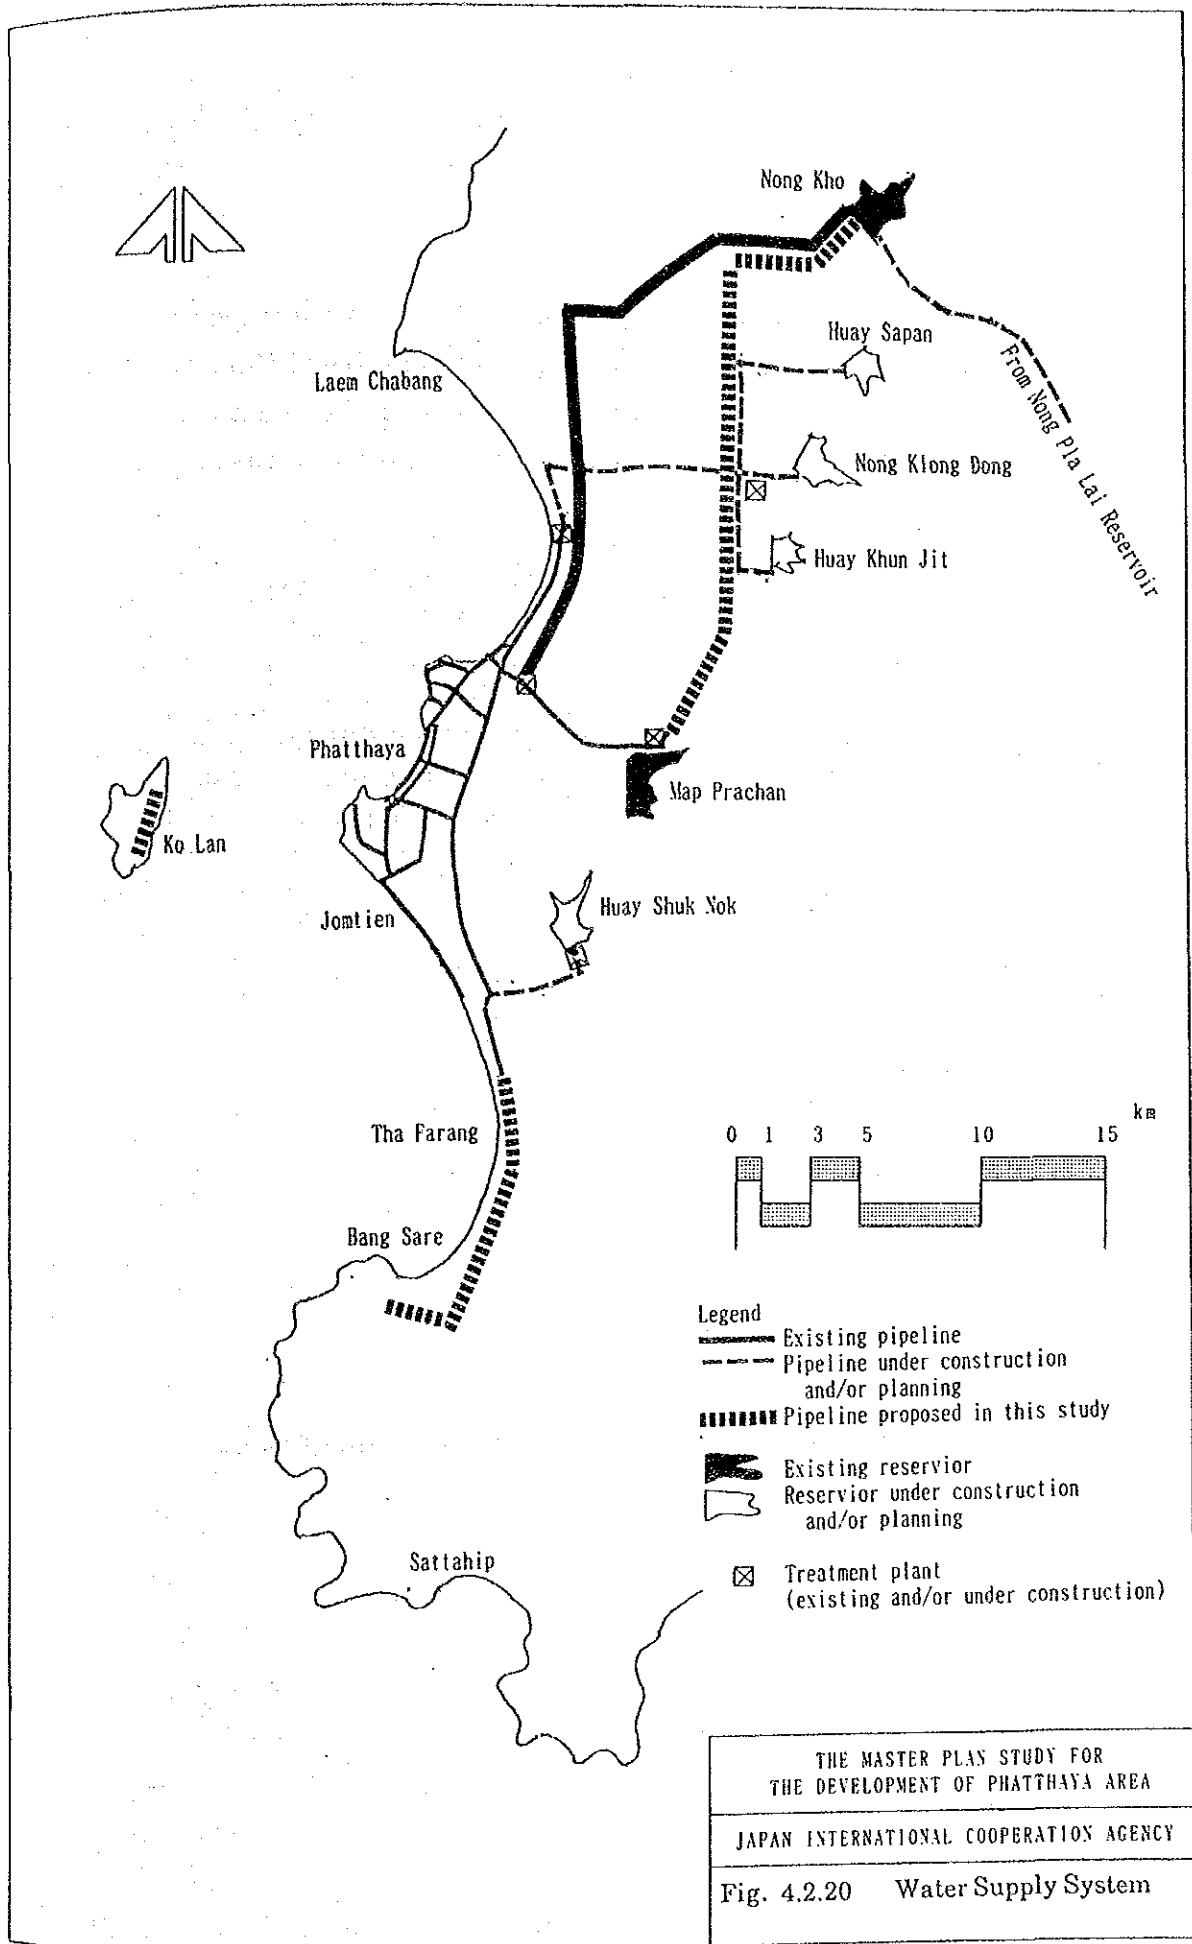 Nong Kho
Huay Sapan
Laem Chabang
From Nong Pla Lai Reservoir
Nong Klong Dong
Huay Khun Jit
Phatthaya
Map Prachan
Ko Lan
Huay Shuk Nok
Jomtien
km
0 1 3 5 10 15
Tha Farang
Bang Sare
Legend
Existing pipeline
Pipeline under construction
and/or planning
Pipeline proposed in this study
Existing reservior
Reservior under construction
and/or planning
Sattahip
Treatment plant
(existing and/or under construction)
THE MASTER PLAN STUDY FOR
THE DEVELOPMENT OF PHATTHAYA AREA
JAPAN INTERNATIONAL COOPERATION AGENCY
Fig. 4.2.20 Water Supply System